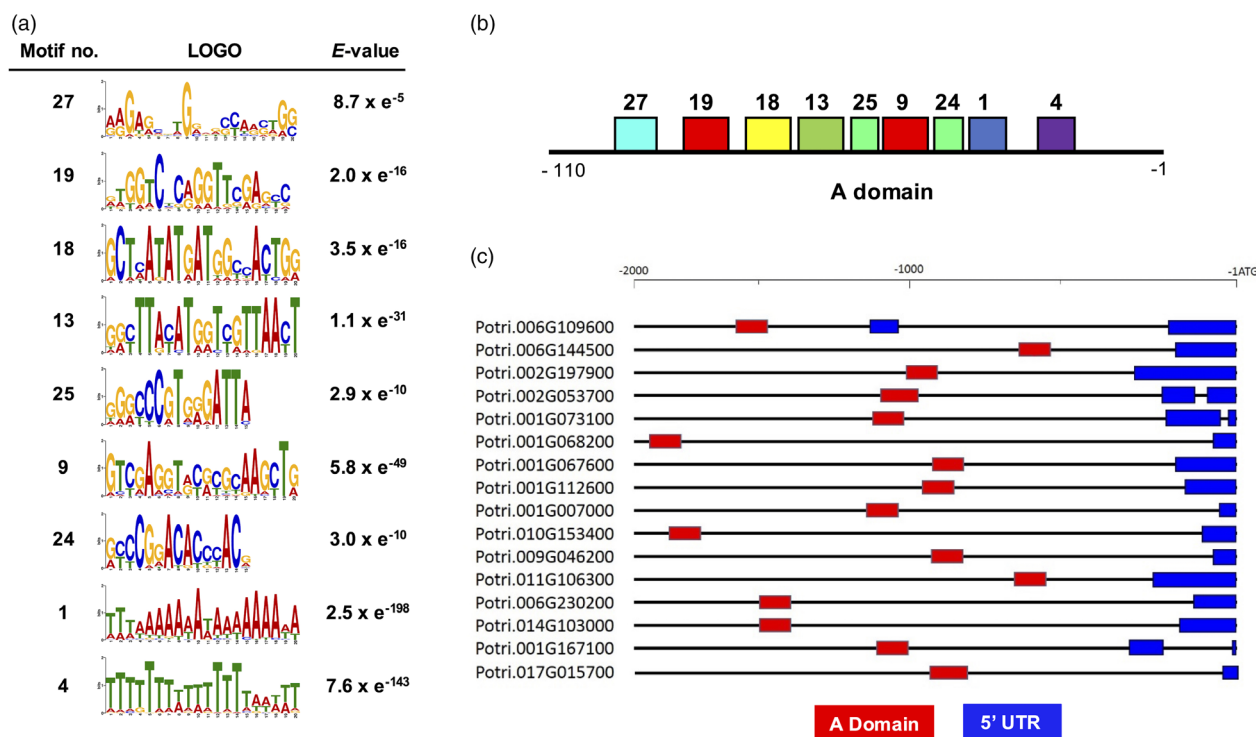 (a)
Motif no. LOGO E-value
27 8.7 x e-5
19 2.0 x e-16
18 3.5 x e-16
13 1.1 x e-31
25 2.9 x e-10
9 5.8 x e-49
24 3.0 x e-10
1 2.5 x e-198
4 7.6 x e-143
(b)
27 19 18 13 25 9 24 1 4
- 110 -1
A domain
(c)
-2000 -1000 -1ATG
Potri.006G109600
Potri.006G144500
Potri.002G197900
Potri.002G053700
Potri.001G073100
Potri.001G068200
Potri.001G067600
Potri.001G112600
Potri.001G007000
Potri.010G153400
Potri.009G046200
Potri.011G106300
Potri.006G230200
Potri.014G103000
Potri.001G167100
Potri.017G015700
A Domain 5' UTR